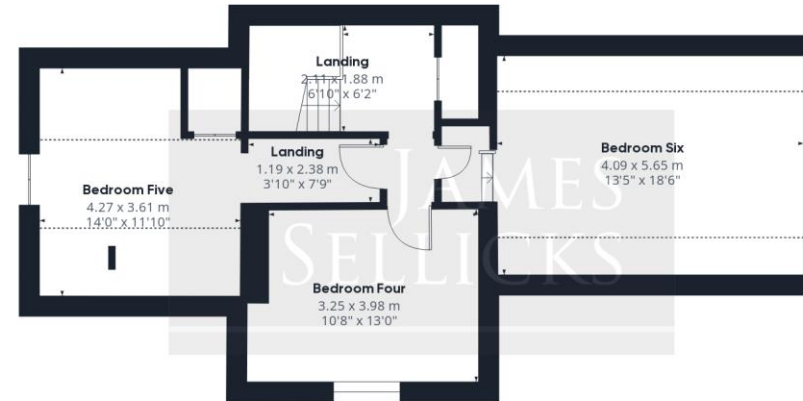 Landing
2.11 x 1.88 m
6'10" x 6'2"
Landing
1.19 x 2.38 m
3'10" x 7'9"
Bedroom Five
4.27 x 3.61 m
14'0" x 11'10"
Bedroom Six
4.09 x 5.65 m
13'5" x 18'6"
Bedroom Four
3.25 x 3.98 m
10'8" x 13'0"
JAMES
SELLICKS